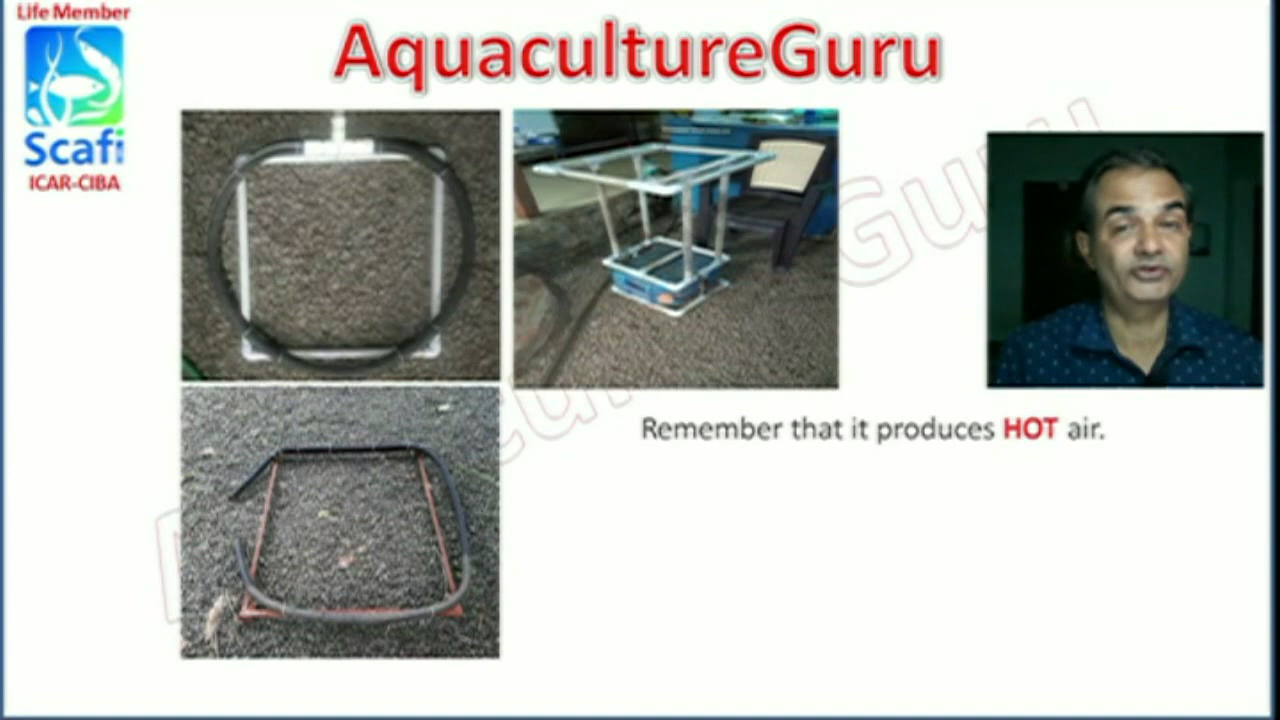 Life Member
AquacultureGuru
Scafi
ICAR-CIBA
Remember that it produces HOT air.